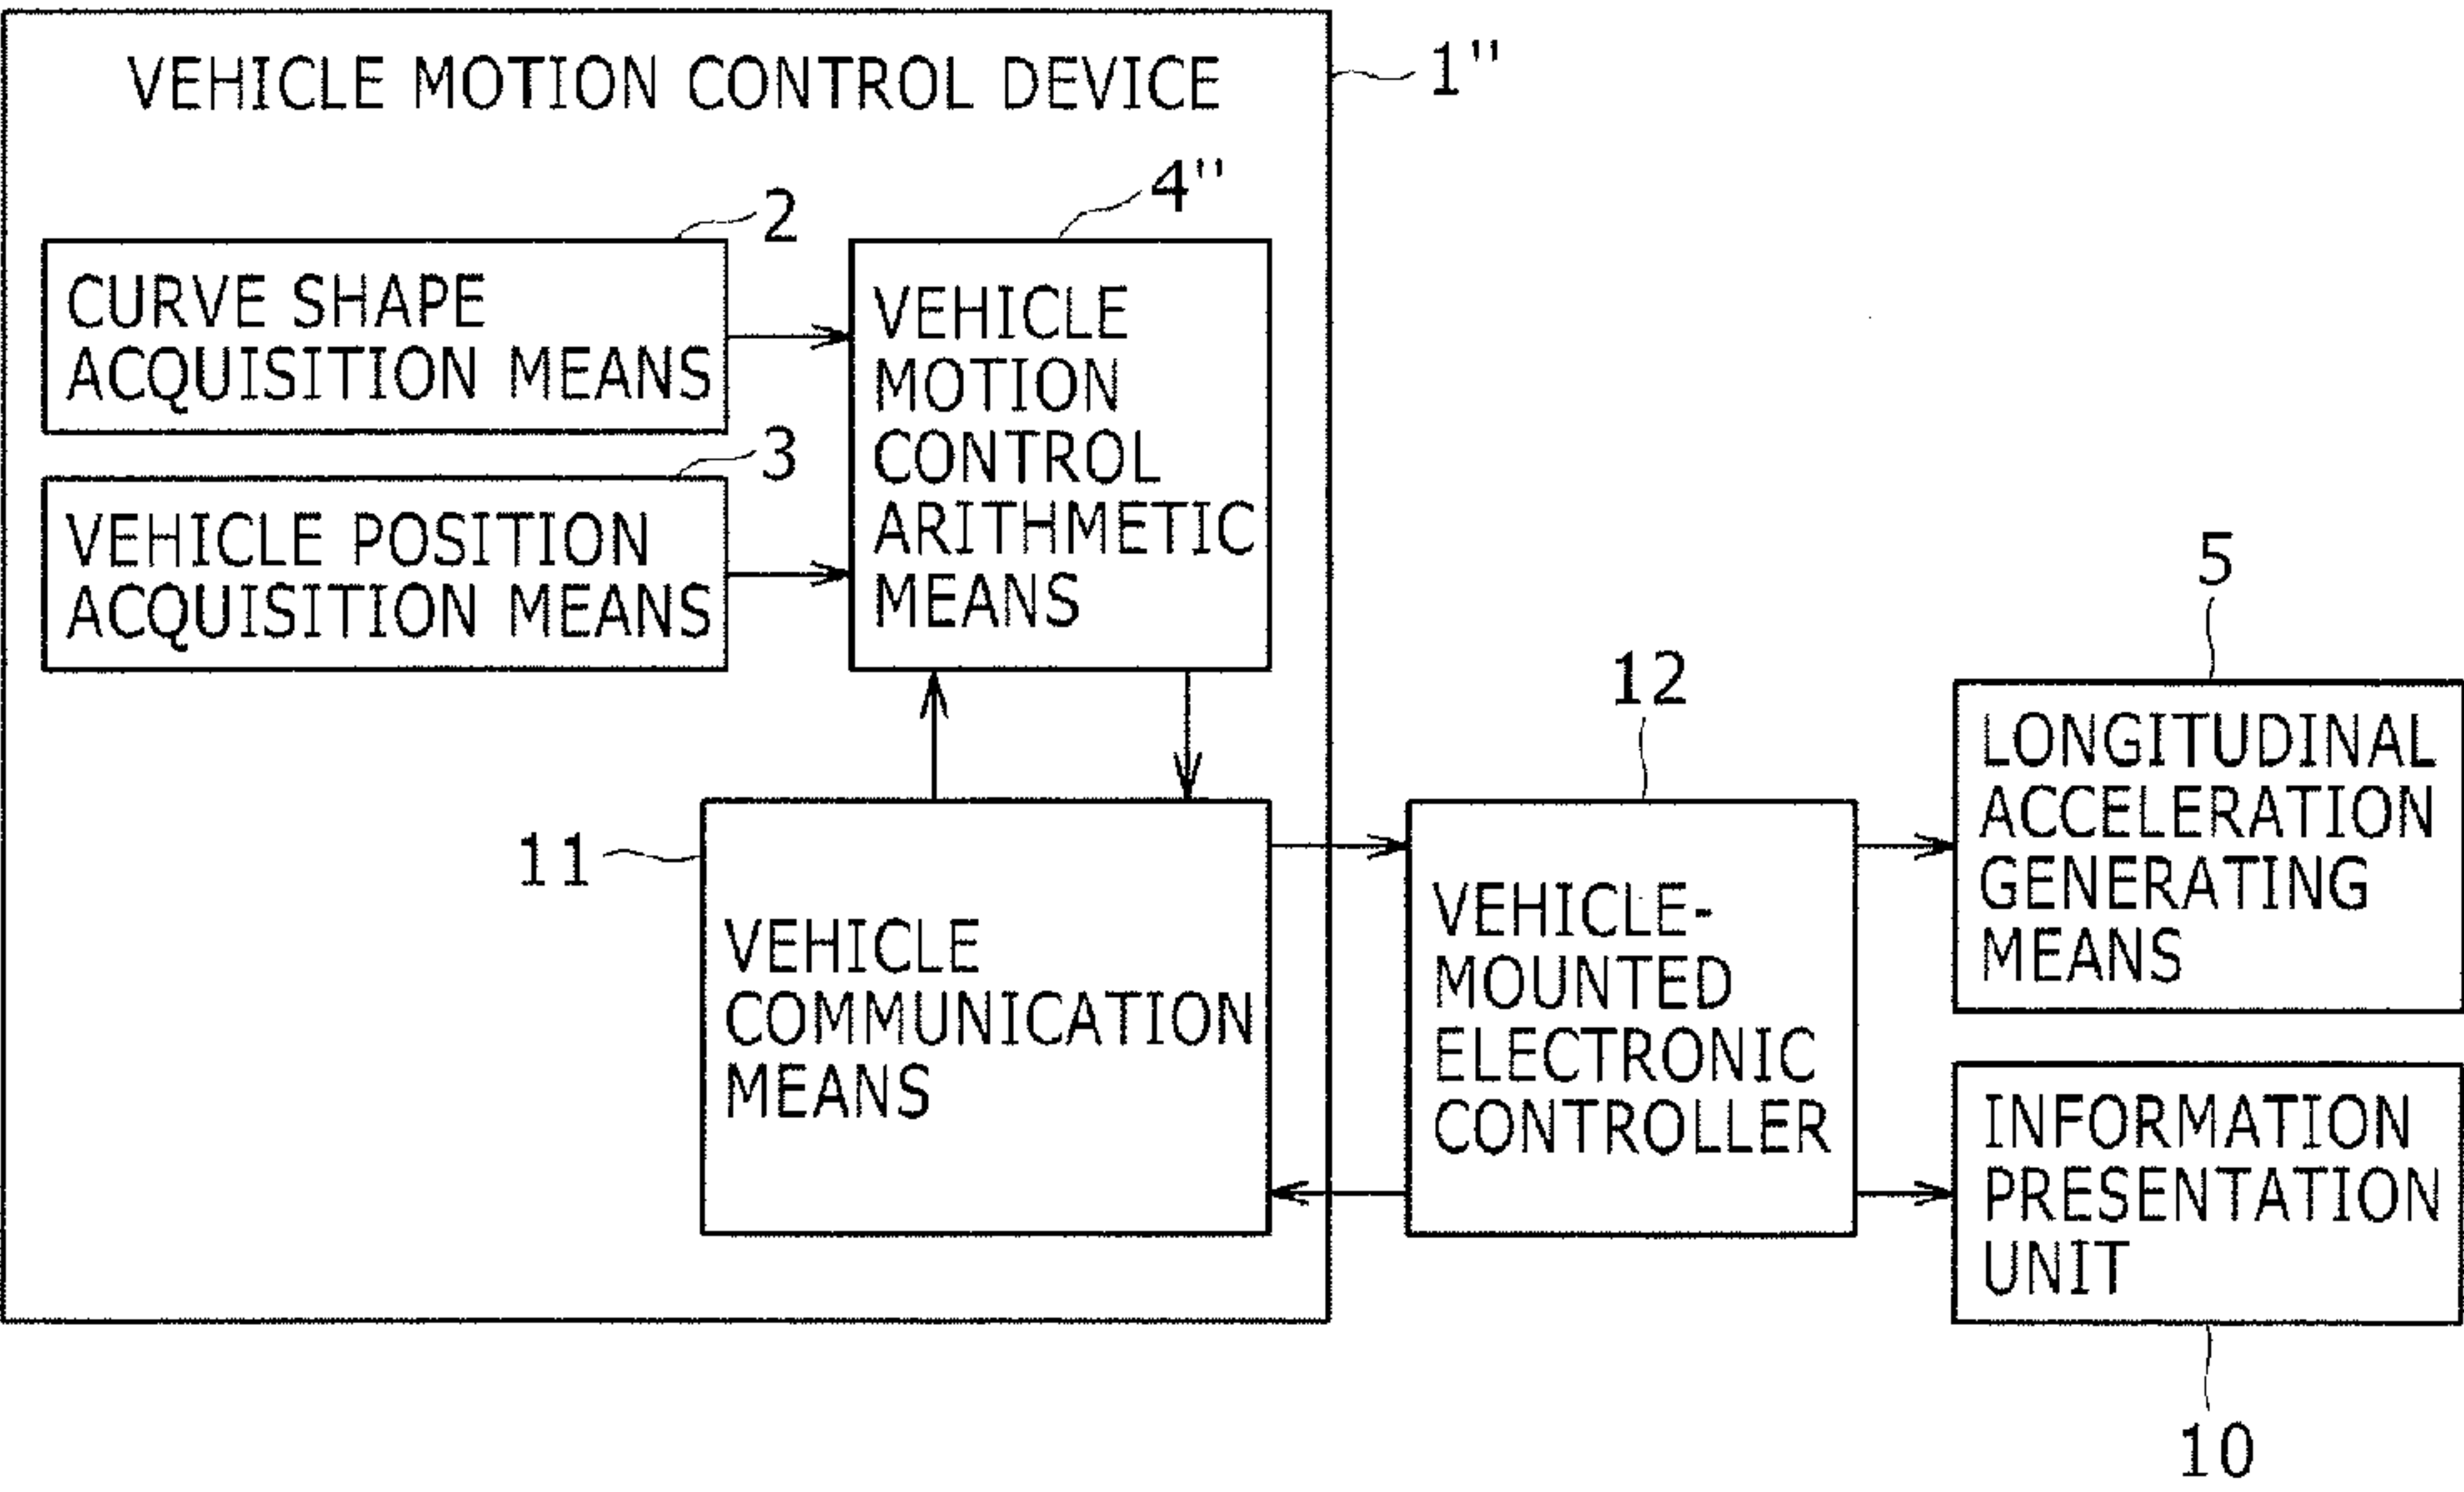 VEHICLE MOTION CONTROL DEVICE
1"
2
4"
CURVE SHAPE
ACQUISITION MEANS
3
VEHICLE POSITION
ACQUISITION MEANS
VEHICLE
MOTION
CONTROL
ARITHMETIC
MEANS
11
VEHICLE
COMMUNICATION
MEANS
12
VEHICLE-
MOUNTED
ELECTRONIC
CONTROLLER
5
LONGITUDINAL
ACCELERATION
GENERATING
MEANS
INFORMATION
PRESENTATION
UNIT
10